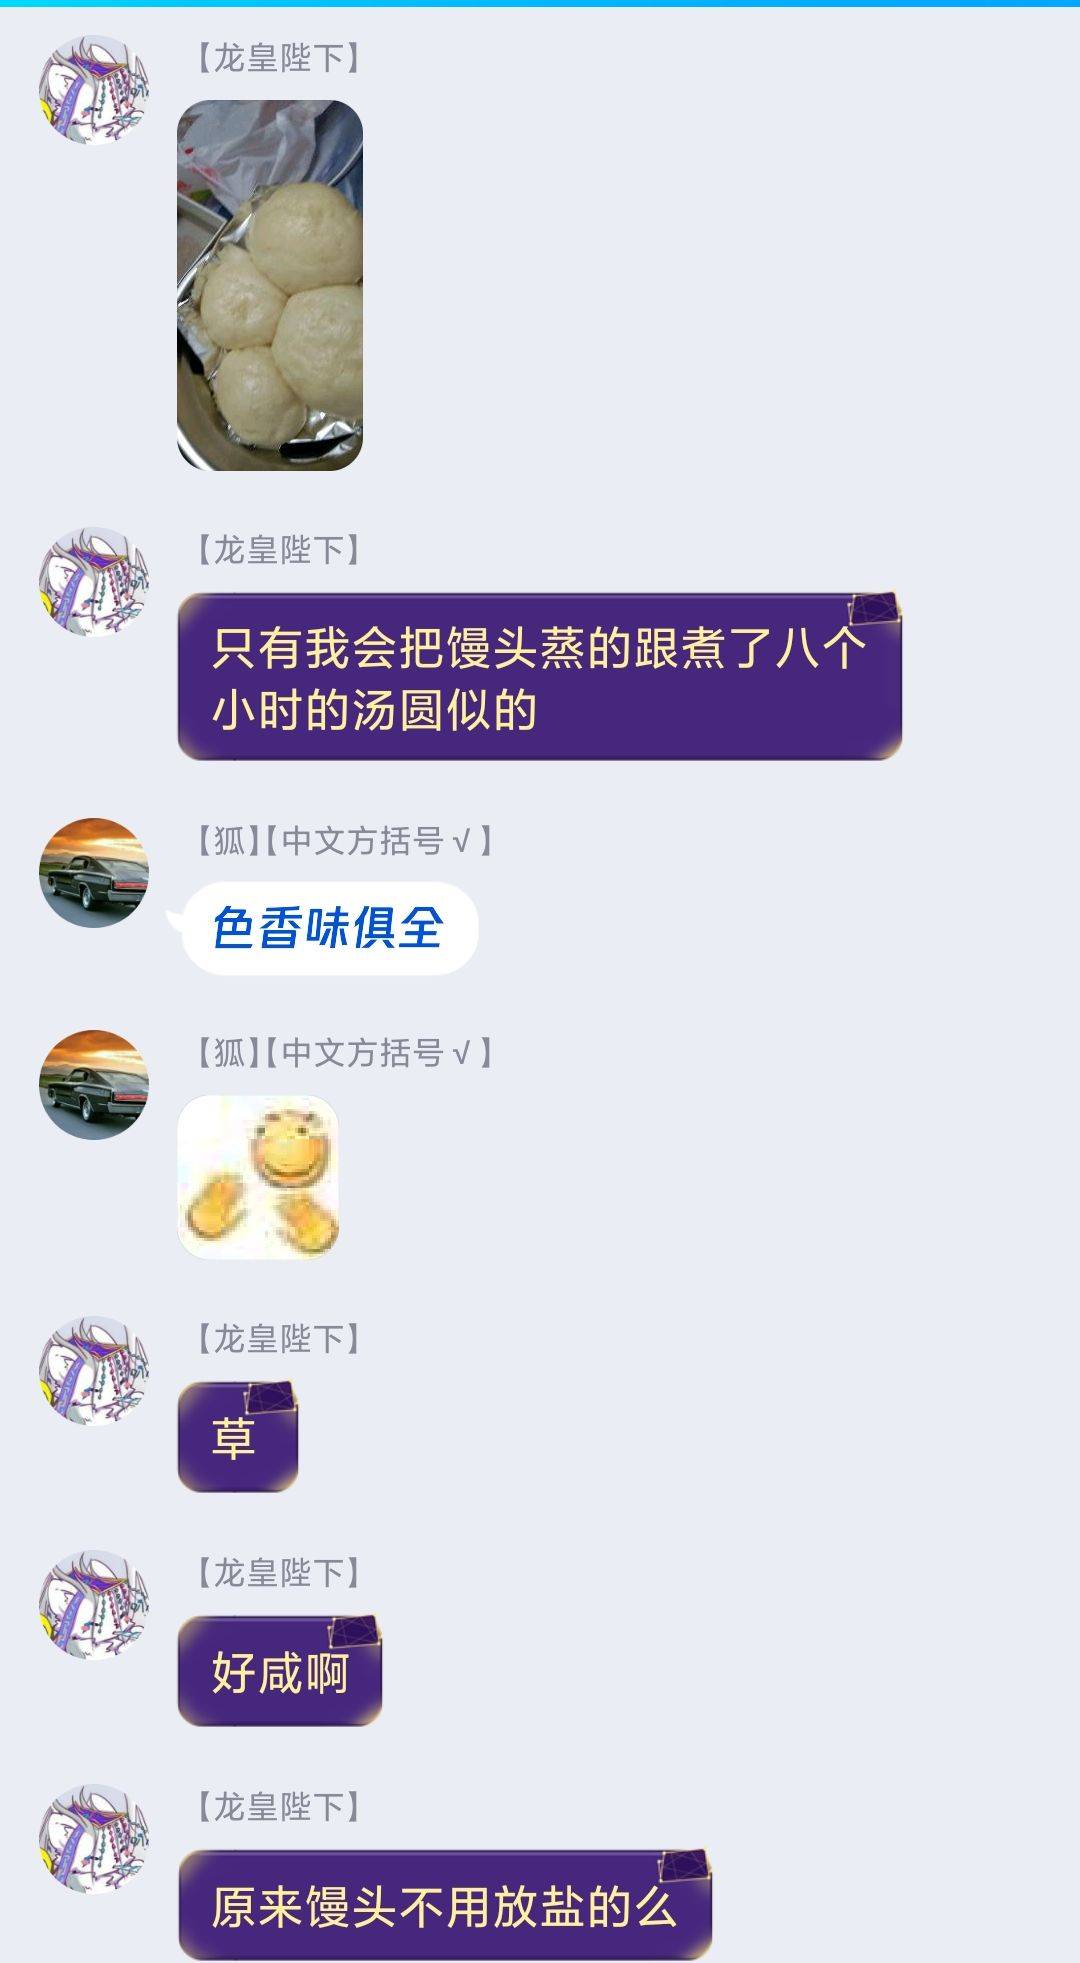 【龙皇陛下】
【龙皇陛下】
只有我会把馒头蒸的跟煮了八个
小时的汤圆似的
【狐】【中文方括号√】
色香味俱全
【狐】【中文方括号√】
【龙皇陛下】
草
【龙皇陛下】
好咸啊
【龙皇陛下】
原来馒头不用放盐的么